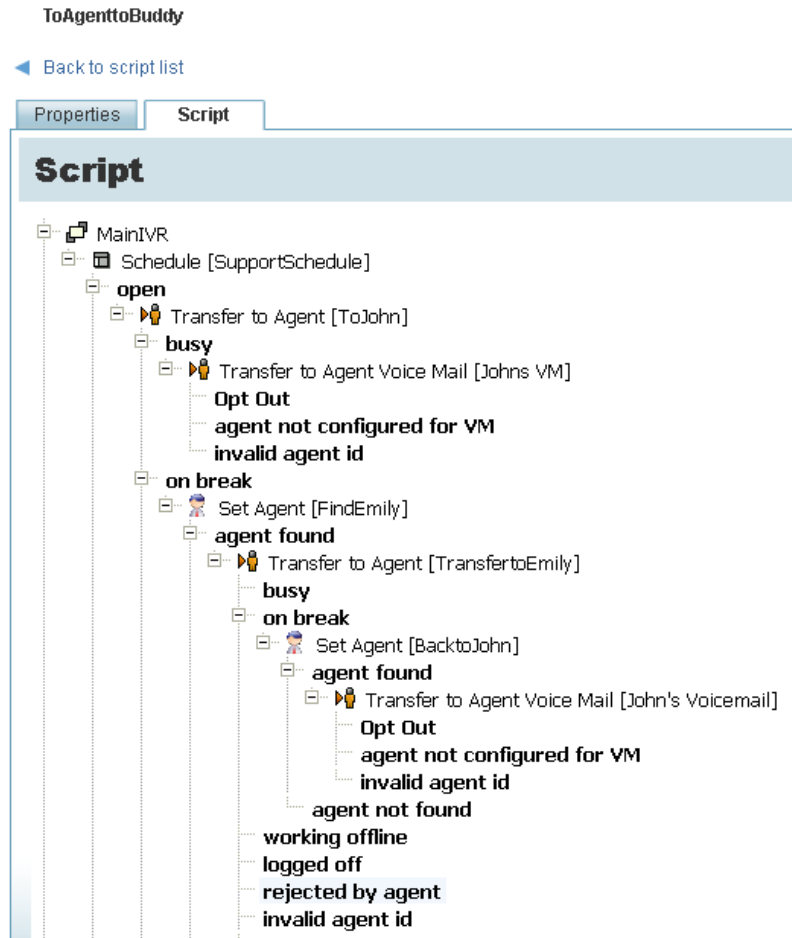 ToAgenttoBuddy
Back to script list
Properties Script
Script
MainIVR
Schedule [SupportSchedule]
open
Transfer to Agent [ToJohn]
busy
Transfer to Agent Voice Mail [Johns VM]
Opt Out
agent not configured for VM
invalid agent id
on break
Set Agent [FindEmily]
agent found
Transfer to Agent [TransfertoEmily]
busy
on break
Set Agent [BacktoJohn]
agent found
Transfer to Agent Voice Mail [John's Voicemail]
Opt Out
agent not configured for VM
invalid agent id
agent not found
working offline
logged off
rejected by agent
invalid agent id